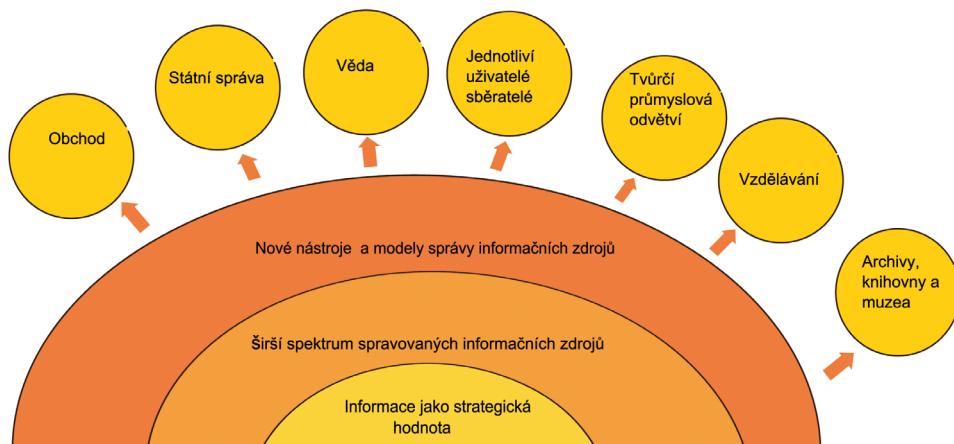 Obchod
Státní správa
Věda
Jednotliví
uživatelé
sběratelé
Tvůrčí
průmyslová
odvětví
Vzdělávání
Archivy,
knihovny a
muzea
Nové nástroje a modely správy informačních zdrojů
Širší spektrum spravovaných informačních zdrojů
Informace jako strategická
hodnota